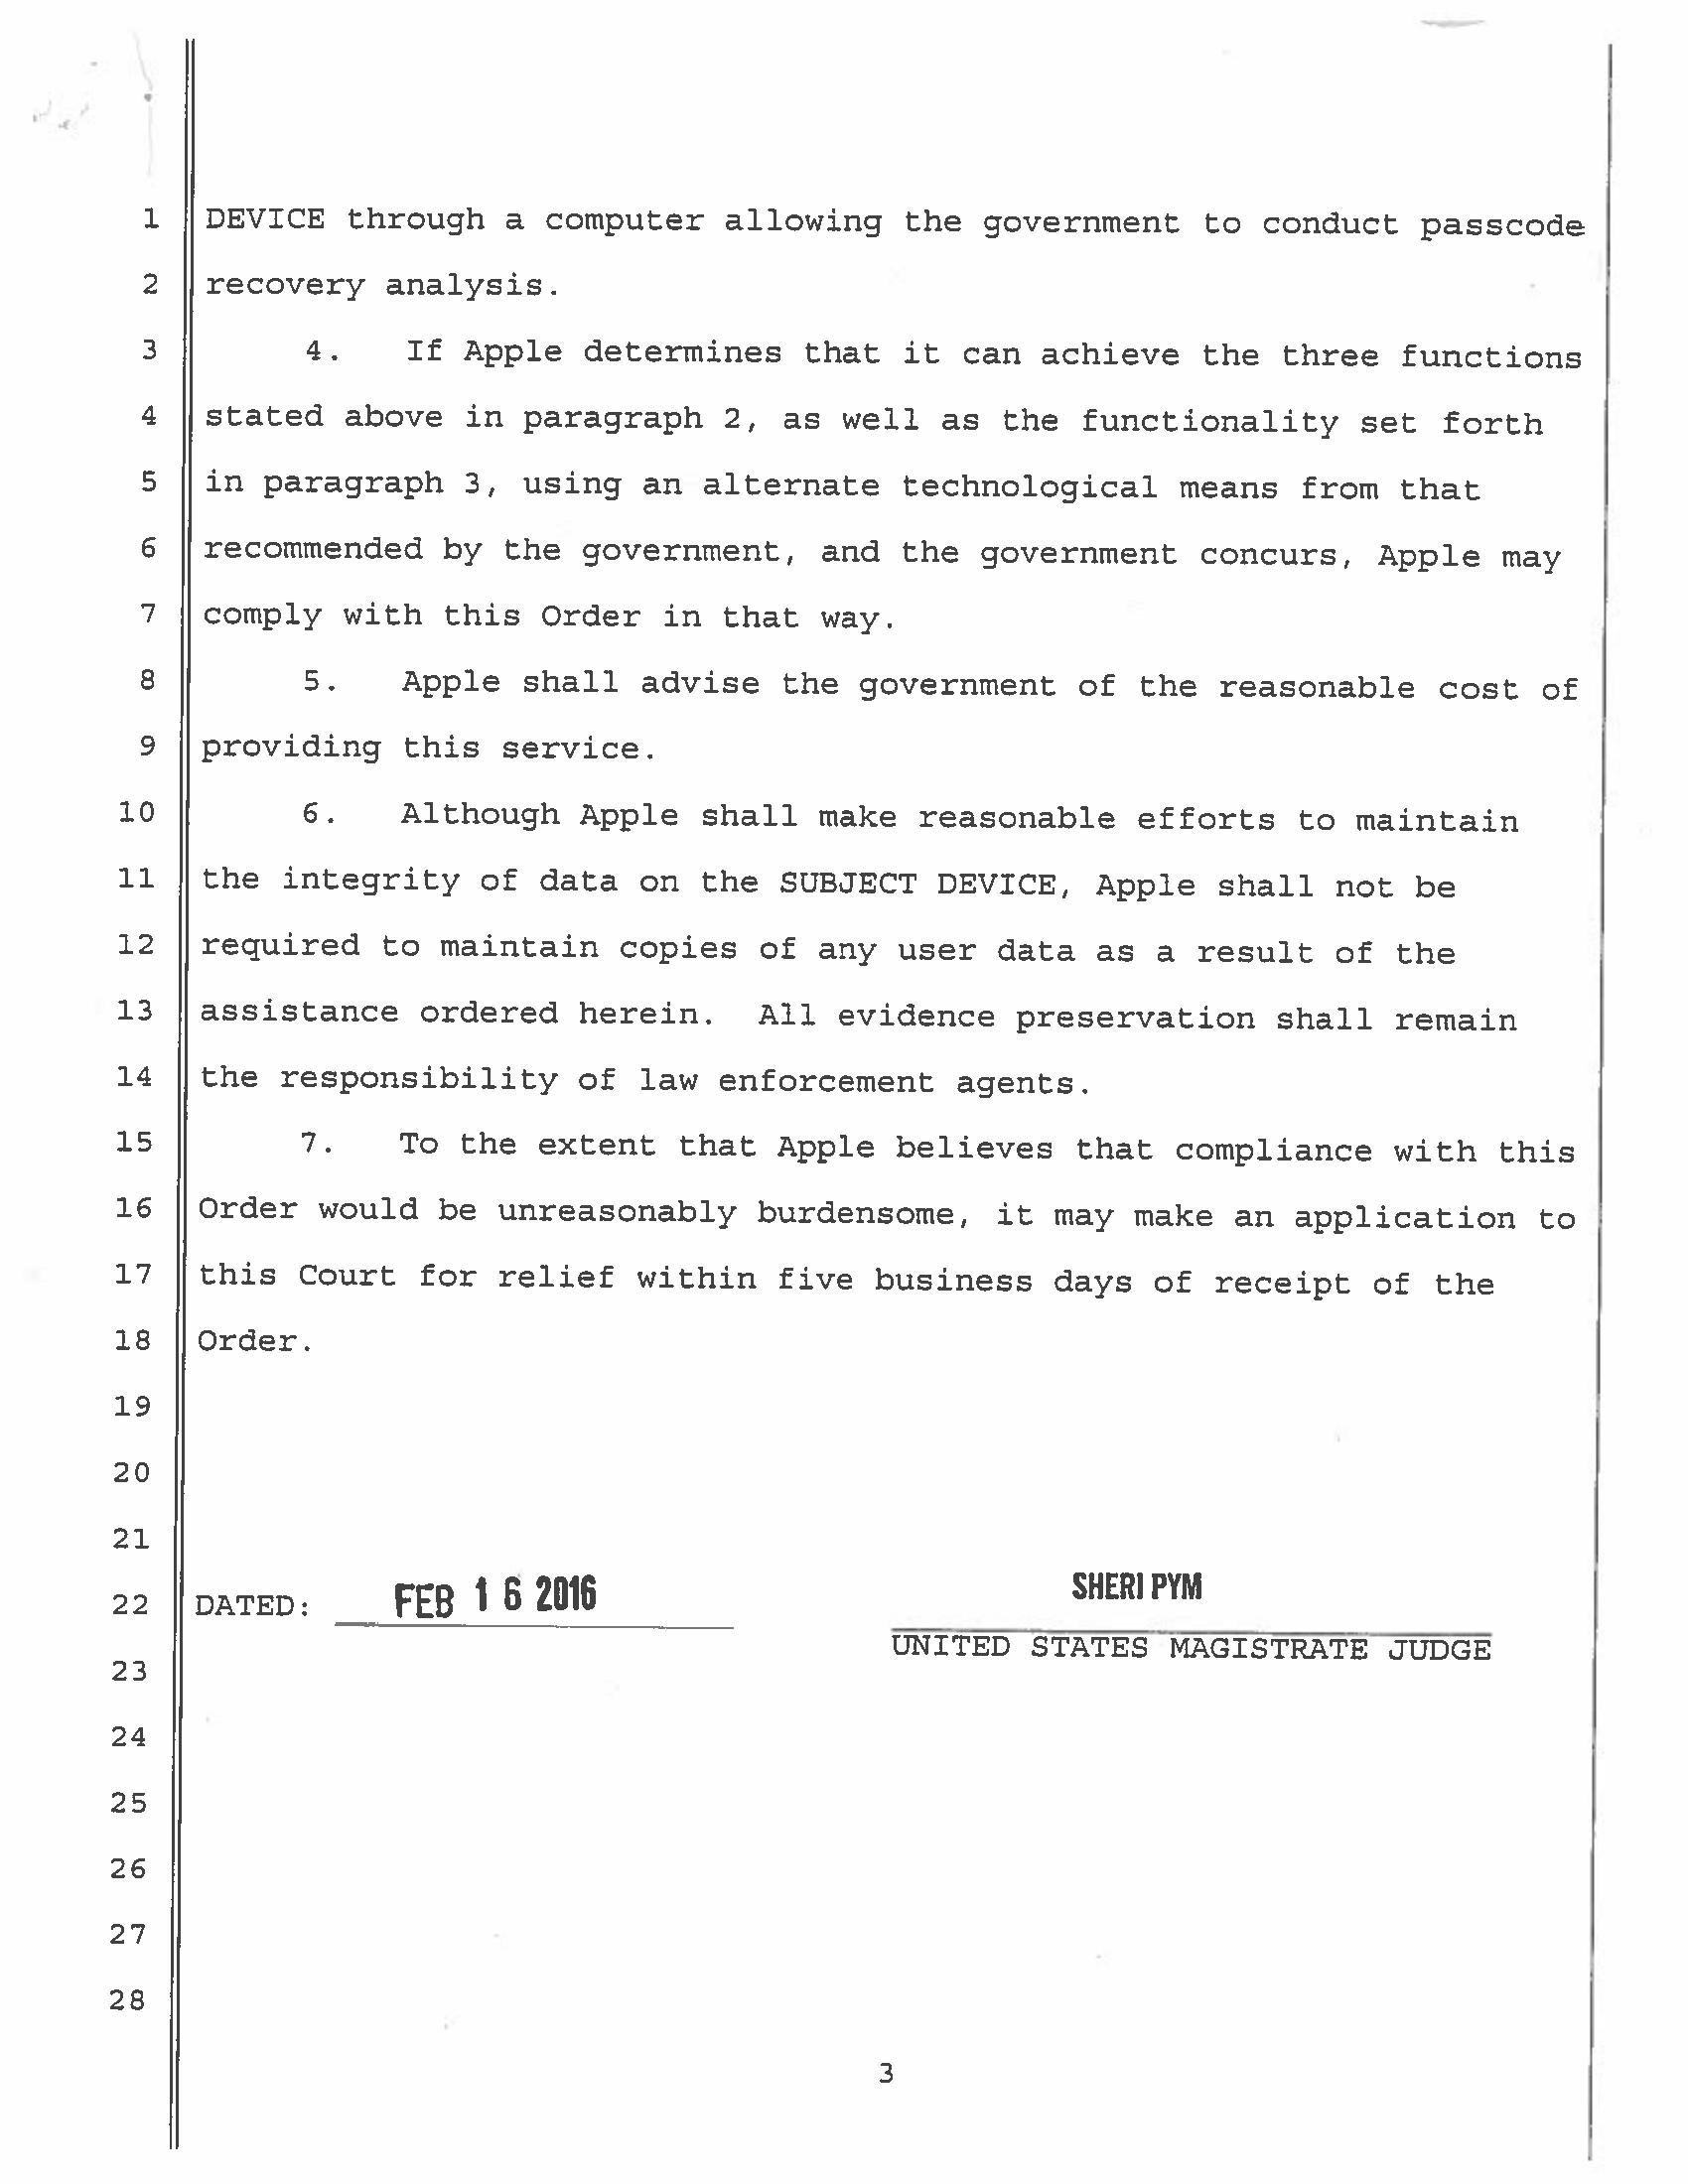 1 DEVICE through a computer allowing the government to conduct passcode
2 recovery analysis.
3 4. If Apple determines that it can achieve the three functions
4 stated above in paragraph 2, as well as the functionality set forth
5 in paragraph 3, using an alternate technological means from that
6 recommended by the government, and the government concurs, Apple may
7 comply with this Order in that way.
8 5. Apple shall advise the government of the reasonable cost of
9 providing this service.
10 6. Although Apple shall make reasonable efforts to maintain
11 the integrity of data on the SUBJECT DEVICE, Apple shall not be
12 required to maintain copies of any user data as a result of the
13 assistance ordered herein. All evidence preservation shall remain
14 the responsibility of law enforcement agents.
15 7. To the extent that Apple believes that compliance with this
16 Order would be unreasonably burdensome, it may make an application to
17 this Court for relief within five business days of receipt of the
18 Order.
19
20
21
22 DATED: FEB 16 2016 SHERI PYM
UNITED STATES MAGISTRATE JUDGE
23
24
25
26
27
28
3